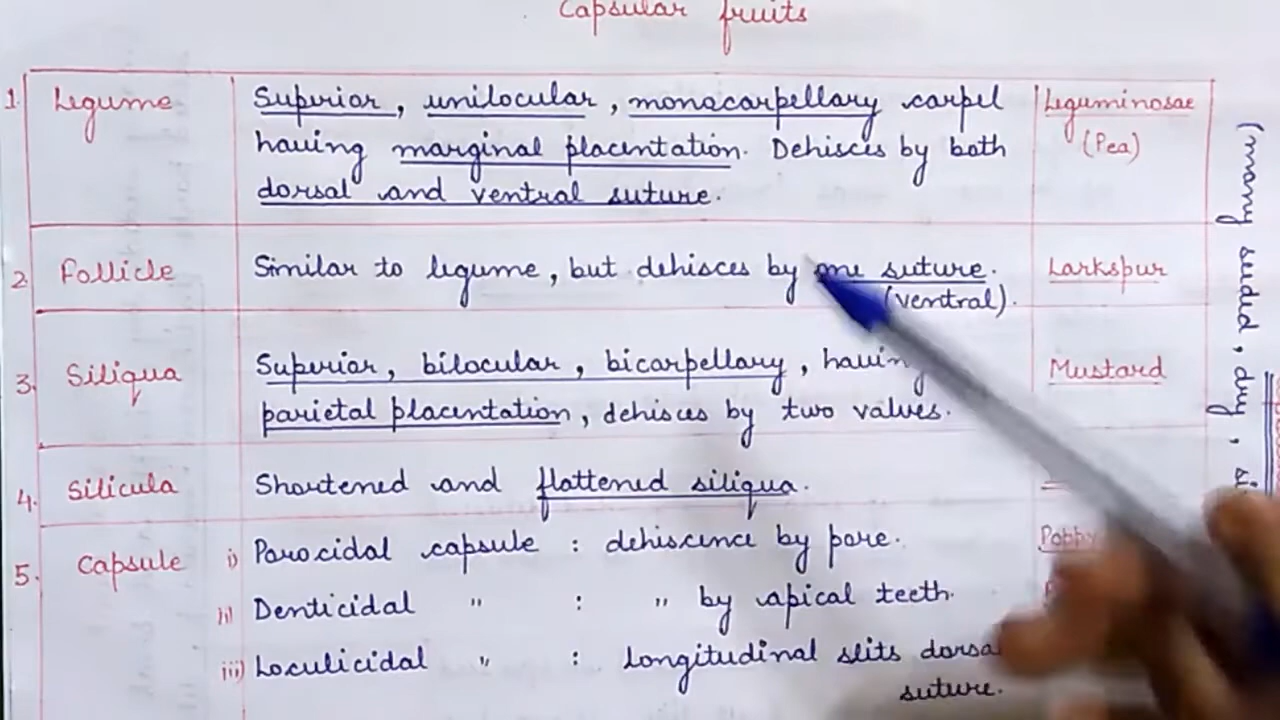 Capsular fruits
1. Legume
Superior, unilocular, monocarpellary carpel
having marginal placentation. Dehisces by both
dorsal and ventral suture.
Leguminosae
(Pea)
2. Follicle
Similar to legume, but dehisces by one suture.
(ventral).
Larkspur
3. Siliqua
Superior, bilocular, bicarpellary, having
parietal placentation, dehisces by two valves.
Mustard
4. Silicula
Shortened and flattened siliqua.
5. Capsule
i) Porocidal capsule : dehiscence by pore.
Poppy
ii) Denticidal " : " by apical teeth.
iii) Loculicidal " : Longitudinal slits dorsal
suture.
(many seeded, dry,